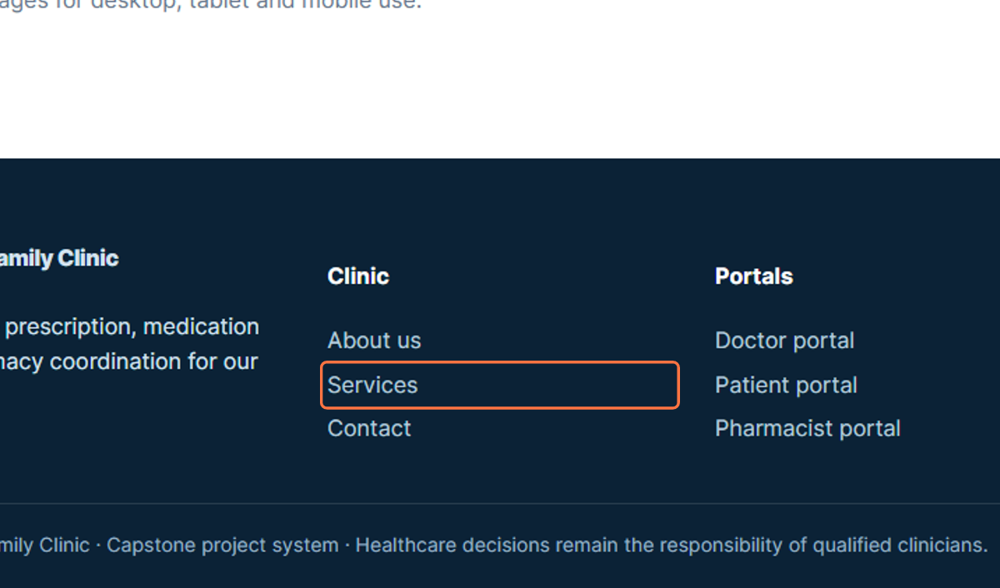 ages for desktop, tablet and mobile use.
amily Clinic
prescription, medication
acy coordination for our
Clinic
About us
Services
Contact
Portals
Doctor portal
Patient portal
Pharmacist portal
mily Clinic · Capstone project system · Healthcare decisions remain the responsibility of qualified clinicians.